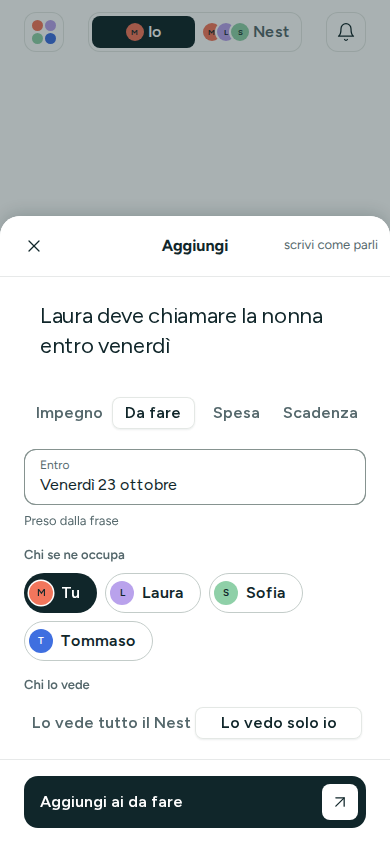 M Io M L S Nest
Aggiungi scrivi come parli
Laura deve chiamare la nonna
entro venerdì
Impegno Da fare Spesa Scadenza
Entro
Venerdì 23 ottobre
Preso dalla frase
Chi se ne occupa
M Tu L Laura S Sofia
T Tommaso
Chi lo vede
Lo vede tutto il Nest Lo vedo solo io
Aggiungi ai da fare